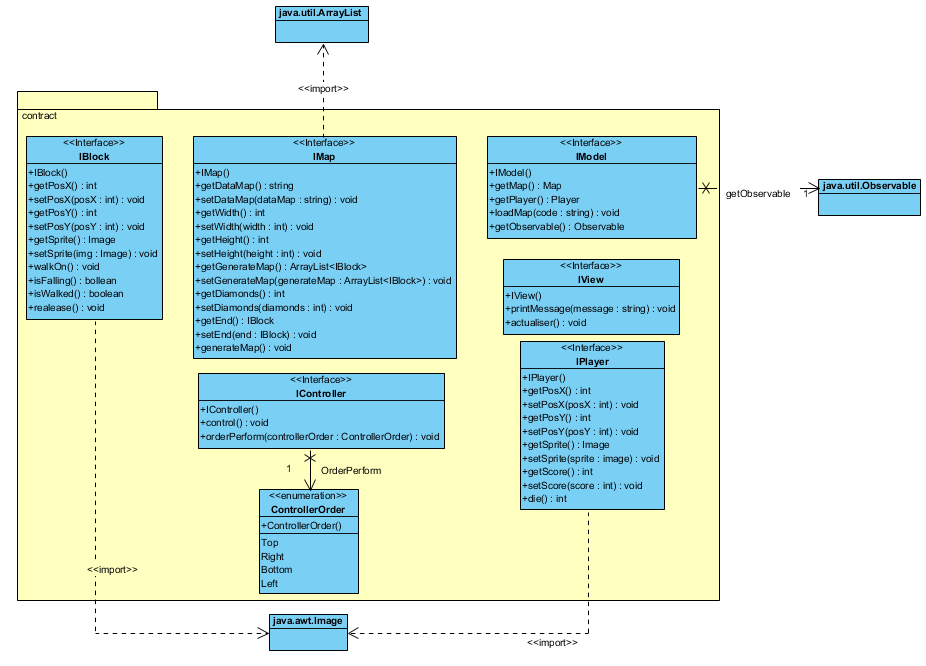 java.util.ArrayList
<<import>>
contract
<<Interface>>
IBlock
+IBlock()
+getPosX() : int
+setPosX(posX : int) : void
+getPosY() : int
+setPosY(posY : int) : void
+getSprite() : Image
+setSprite(img : Image) : void
+walkOn() : void
+isFalling() : bollean
+isWalked() : boolean
+realease() : void
<<Interface>>
IMap
+IMap()
+getDataMap() : string
+setDataMap(dataMap : string) : void
+getWidth() : int
+setWidth(width : int) : void
+getHeight() : int
+setHeight(height : int) : void
+getGenerateMap() : ArrayList<IBlock>
+setGenerateMap(generateMap : ArrayList<IBlock>) : void
+getDiamonds() : int
+setDiamonds(diamonds : int) : void
+getEnd() : IBlock
+setEnd(end : IBlock) : void
+generateMap() : void
<<Interface>>
IModel
+IModel()
+getMap() : Map
+getPlayer() : Player
+loadMap(code : string) : void
+getObservable() : Observable
getObservable
1
java.util.Observable
<<Interface>>
IView
+IView()
+printMessage(message : string) : void
+actualiser() : void
<<Interface>>
IPlayer
+IPlayer()
+getPosX() : int
+setPosX(posX : int) : void
+getPosY() : int
+setPosY(posY : int) : void
+getSprite() : Image
+setSprite(sprite : image) : void
+getScore() : int
+setScore(score : int) : void
+die() : int
<<Interface>>
IController
+IController()
+control() : void
+orderPerform(controllerOrder : ControllerOrder) : void
1
OrderPerform
<<enumeration>>
ControllerOrder
+ControllerOrder()
Top
Right
Bottom
Left
<<import>>
java.awt.Image
<<import>>